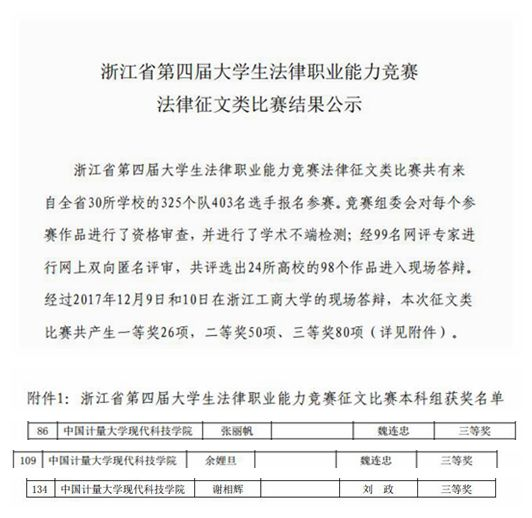 浙江省第四届大学生法律职业能力竞赛
法律征文类比赛结果公示
浙江省第四届大学生法律职业能力竞赛法律征文类比赛共有来
自全省30所学校的325个队403名选手报名参赛。竞赛组委会对每个参
赛作品进行了资格审查，并进行了学术不端检测；经99名网评专家进
行网上双向匿名评审，共评选出24所高校的98个作品进入现场答辩。
经过2017年12月9日和10日在浙江工商大学的现场答辩，本次征文类
比赛共产生一等奖26项，二等奖50项、三等奖80项（详见附件）。
附件1：浙江省第四届大学生法律职业能力竞赛征文比赛本科组获奖名单
86 中国计量大学现代科技学院 张丽帆 魏连忠 三等奖
109 中国计量大学现代科技学院 余娌旦 魏连忠 三等奖
134 中国计量大学现代科技学院 谢相辉 刘 政 三等奖